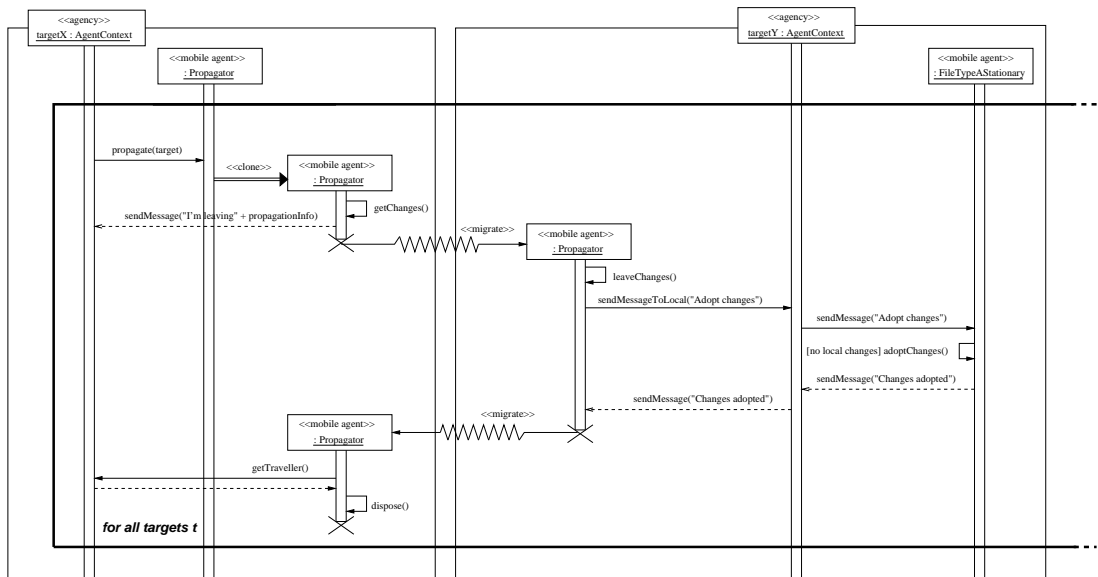 <<agency>>
targetX : AgentContext
<<agency>>
targetY : AgentContext
<<mobile agent>>
: Propagator
<<mobile agent>>
: FileTypeAStationary
propagate(target)
<<clone>>
<<mobile agent>>
: Propagator
getChanges()
sendMessage("I'm leaving" + propagationInfo)
<<migrate>>
<<mobile agent>>
: Propagator
leaveChanges()
sendMessageToLocal("Adopt changes")
sendMessage("Adopt changes")
[no local changes] adoptChanges()
sendMessage("Changes adopted")
sendMessage("Changes adopted")
<<migrate>>
<<mobile agent>>
: Propagator
getTraveller()
dispose()
for all targets t